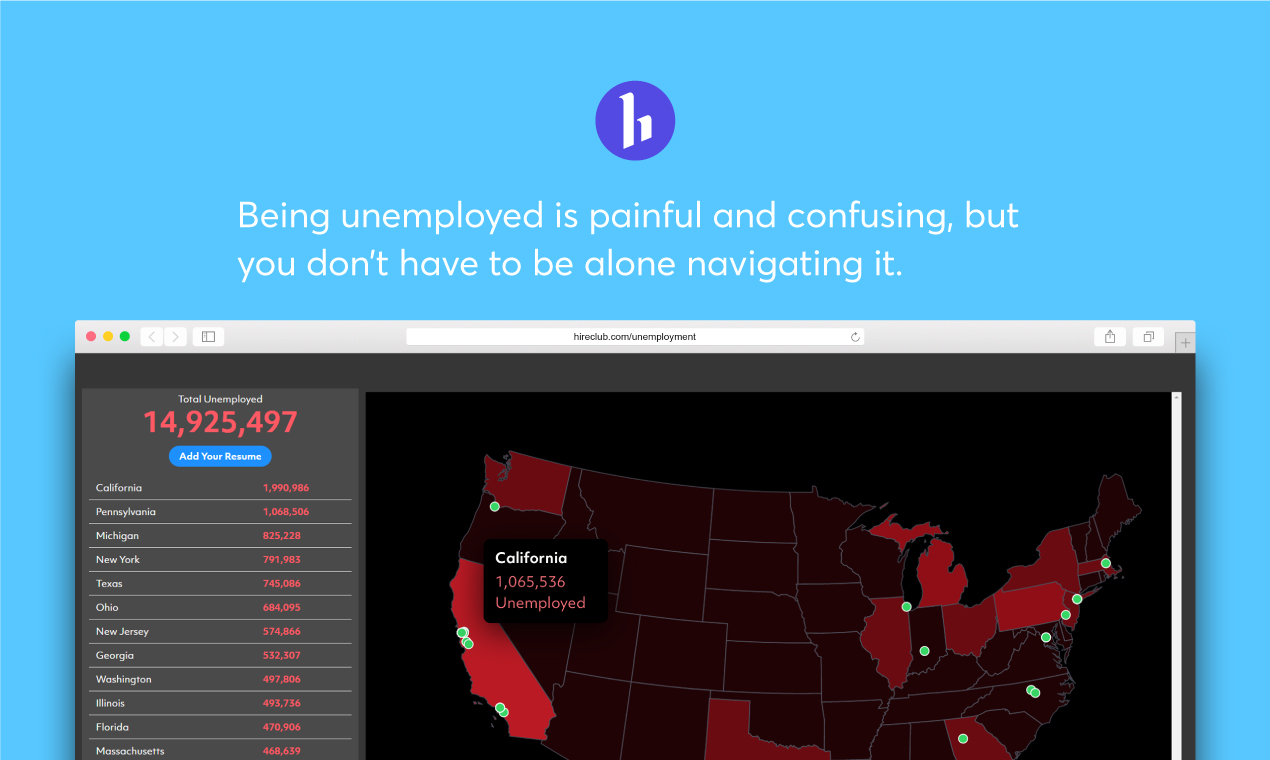 Being unemployed is painful and confusing, but
you don't have to be alone navigating it.
hireclub.com/unemployment
Total Unemployed
14,925,497
Add Your Resume
California 1,990,986
Pennsylvania 1,068,506
Michigan 825,228
New York 791,983
Texas 745,086
Ohio 684,095
New Jersey 574,866
Georgia 532,307
Washington 497,806
Illinois 493,736
Florida 470,906
Massachusetts 468,639
California
1,065,536
Unemployed